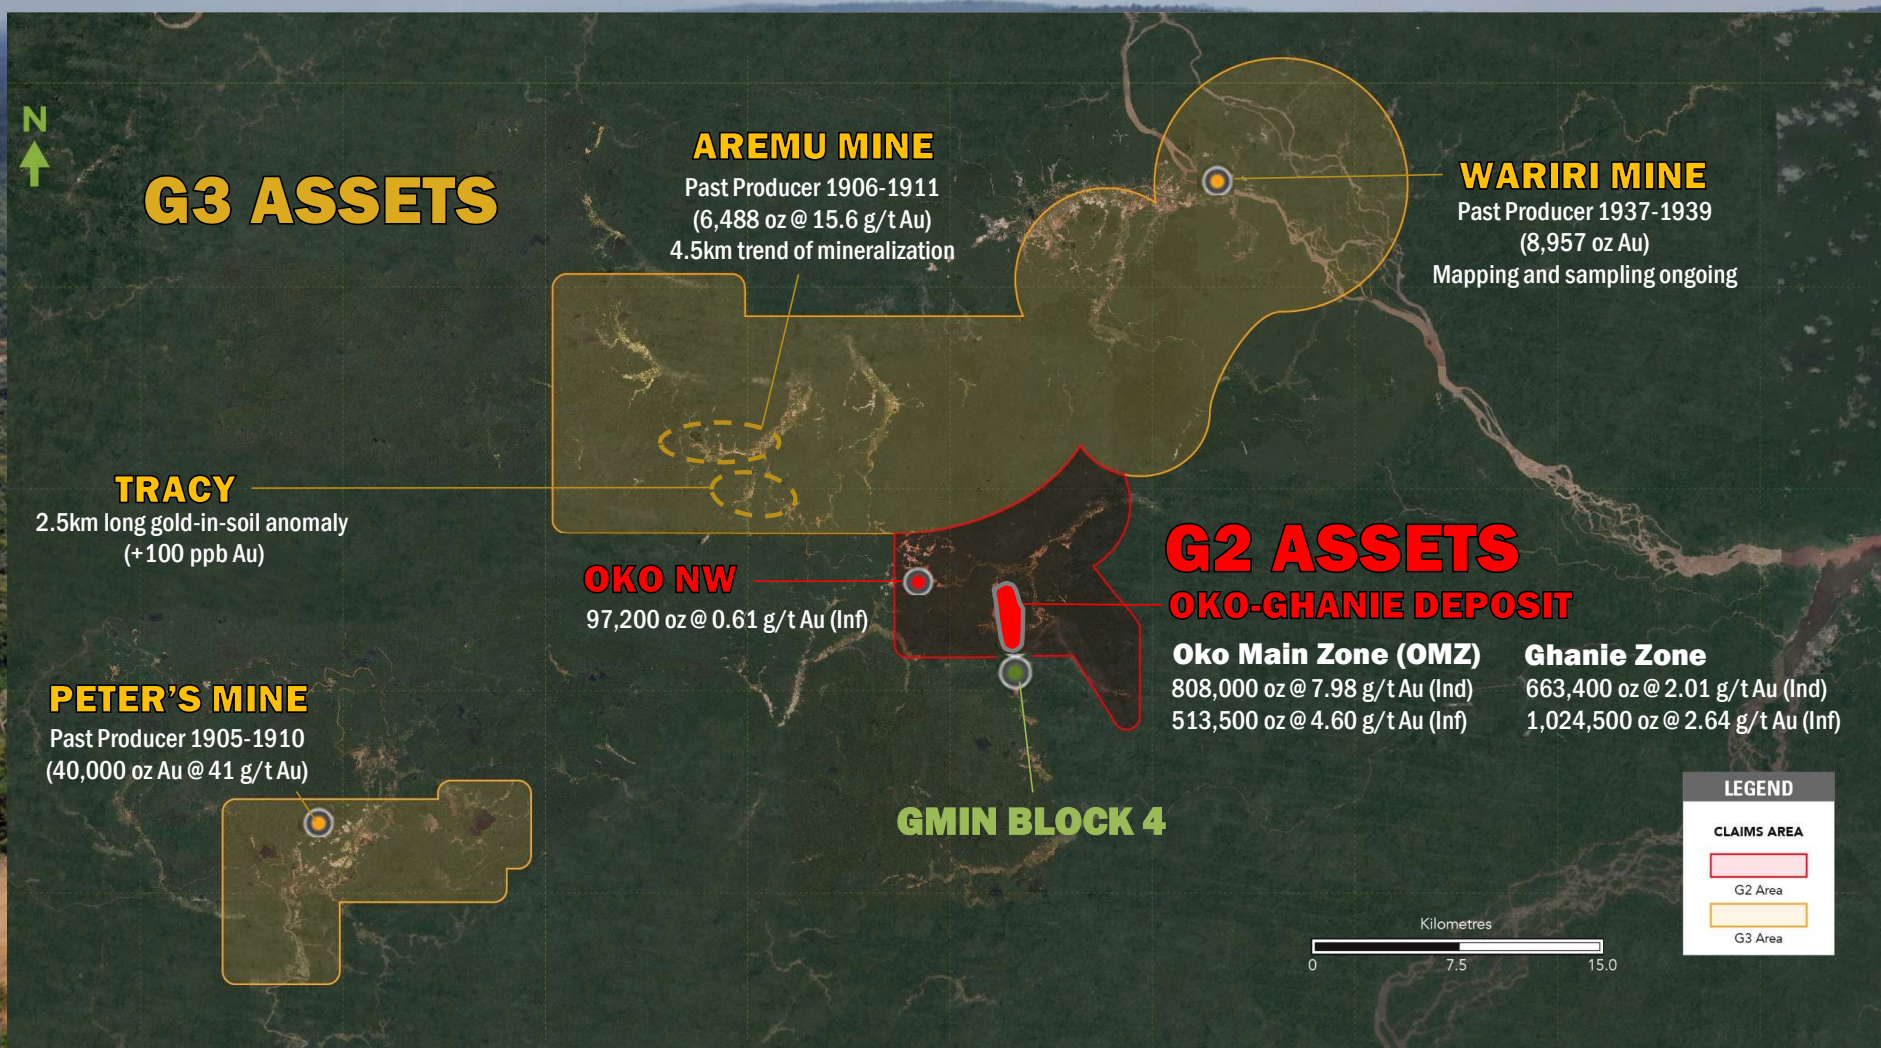 N
G3 ASSETS
AREMU MINE
Past Producer 1906-1911
(6,488 oz @ 15.6 g/t Au)
4.5km trend of mineralization
WARIRI MINE
Past Producer 1937-1939
(8,957 oz Au)
Mapping and sampling ongoing
TRACY
2.5km long gold-in-soil anomaly
(+100 ppb Au)
OKO NW
97,200 oz @ 0.61 g/t Au (Inf)
G2 ASSETS
OKO-GHANIE DEPOSIT
Oko Main Zone (OMZ)
808,000 oz @ 7.98 g/t Au (Ind)
513,500 oz @ 4.60 g/t Au (Inf)
Ghanie Zone
663,400 oz @ 2.01 g/t Au (Ind)
1,024,500 oz @ 2.64 g/t Au (Inf)
PETER'S MINE
Past Producer 1905-1910
(40,000 oz Au @ 41 g/t Au)
GMIN BLOCK 4
Kilometres
0 7.5 15.0
LEGEND
CLAIMS AREA
G2 Area
G3 Area